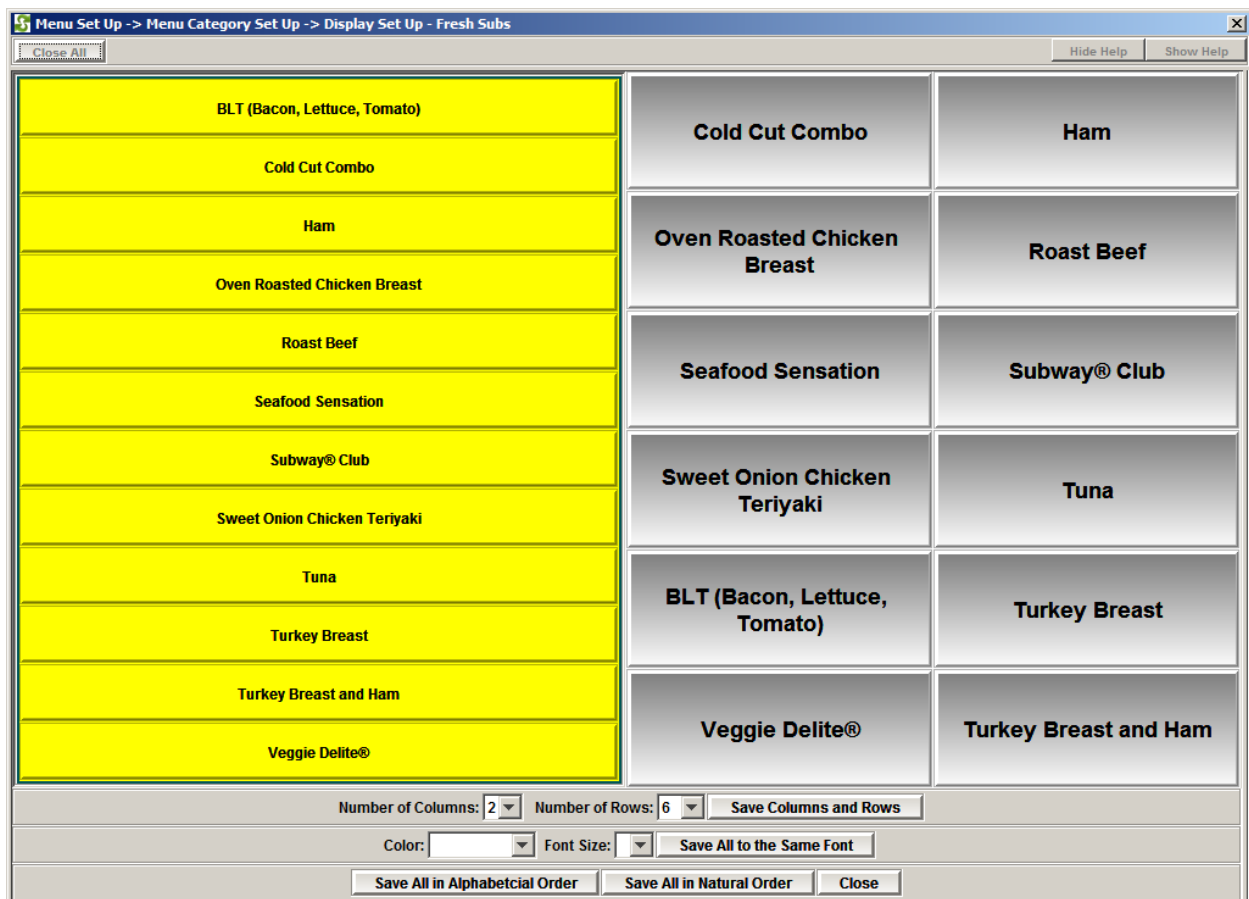 Menu Set Up -> Menu Category Set Up -> Display Set Up - Fresh Subs
Close All
Hide Help
Show Help
BLT (Bacon, Lettuce, Tomato)
Cold Cut Combo
Ham
Oven Roasted Chicken Breast
Roast Beef
Seafood Sensation
Subway® Club
Sweet Onion Chicken Teriyaki
Tuna
Turkey Breast
Turkey Breast and Ham
Veggie Delite®
Cold Cut Combo
Ham
Oven Roasted Chicken
Breast
Roast Beef
Seafood Sensation
Subway® Club
Sweet Onion Chicken
Teriyaki
Tuna
BLT (Bacon, Lettuce,
Tomato)
Turkey Breast
Veggie Delite®
Turkey Breast and Ham
Number of Columns: 2 Number of Rows: 6 Save Columns and Rows
Color: Font Size: Save All to the Same Font
Save All in Alphabetcial Order Save All in Natural Order Close